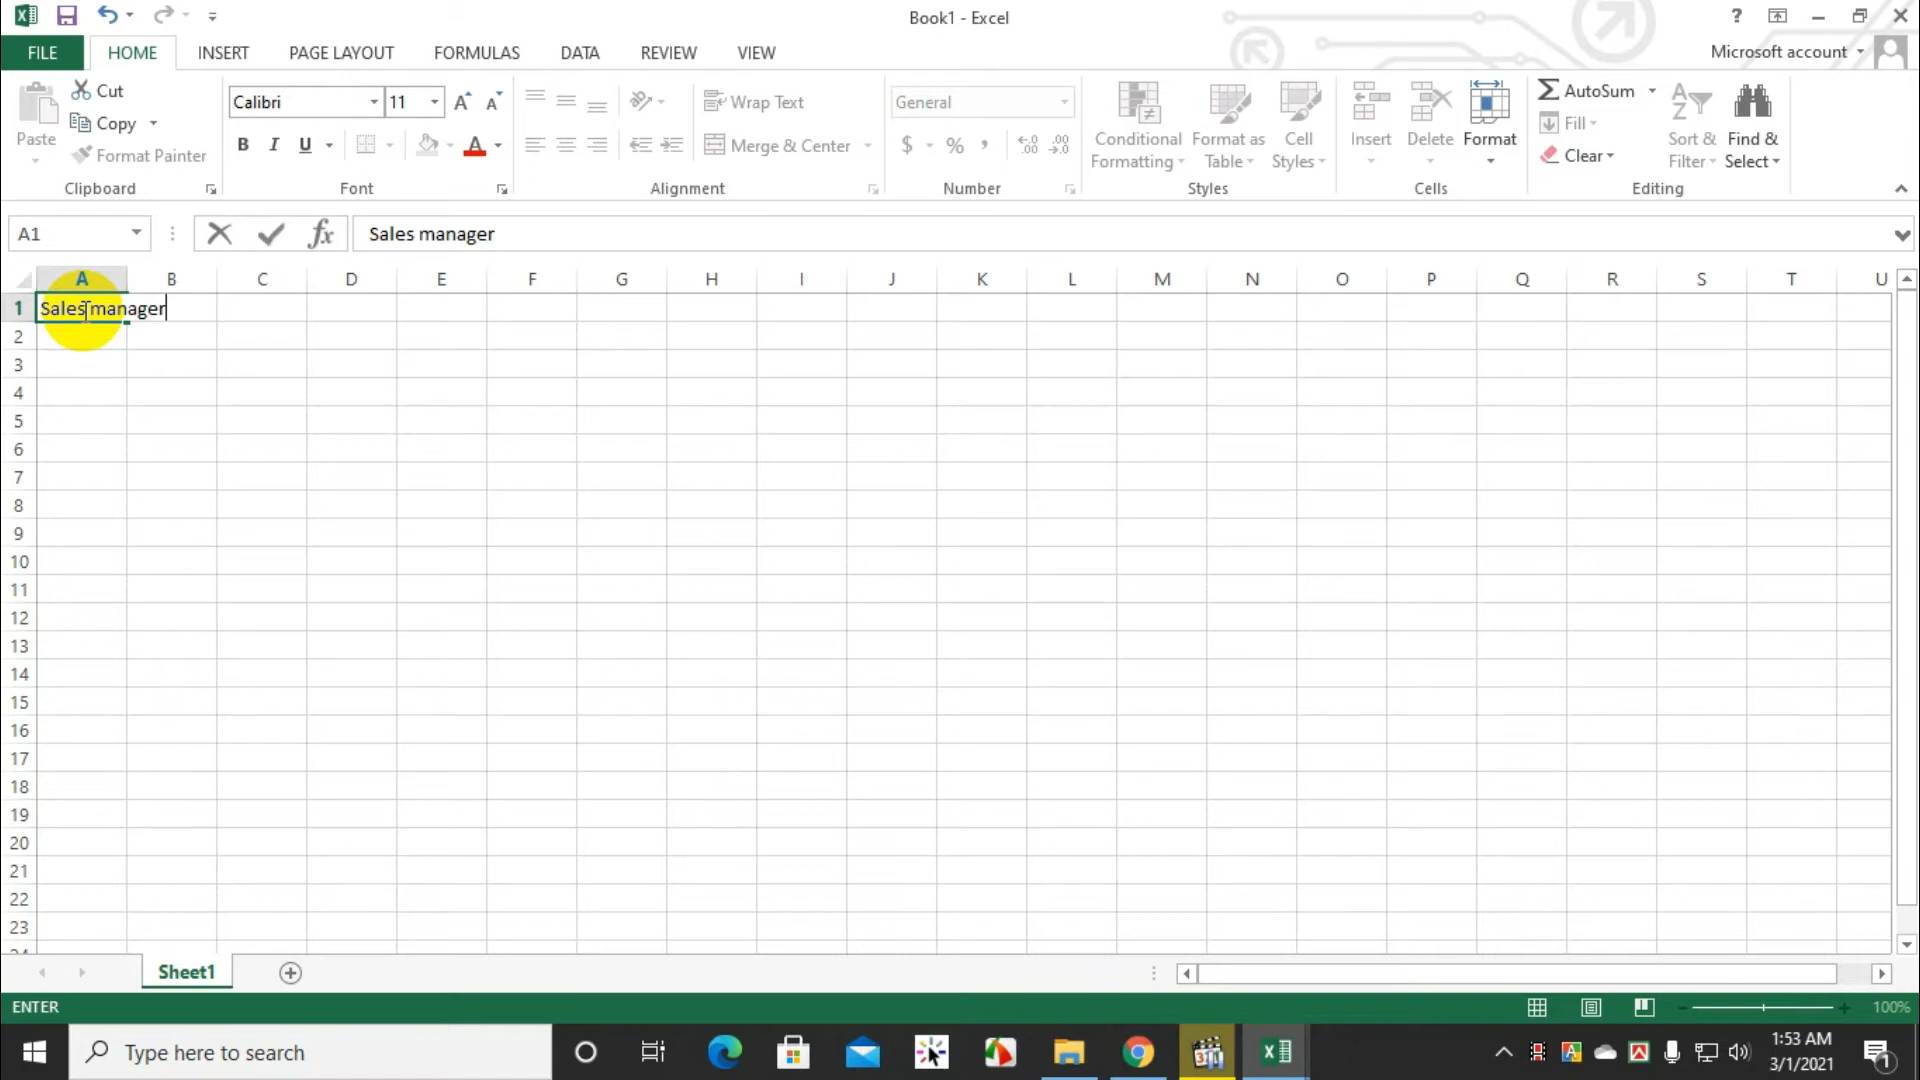 Book1 - Excel
?
FILE HOME INSERT PAGE LAYOUT FORMULAS DATA REVIEW VIEW
Microsoft account
Paste
Cut
Copy
Format Painter
Clipboard
Calibri 11
B I U A
Font
Wrap Text
Merge & Center
Alignment
General
$ %
Number
Conditional Formatting
Format as Table
Cell Styles
Styles
Insert
Delete
Format
Cells
AutoSum
Fill
Clear
Sort & Filter
Find & Select
Editing
A1
fx
Sales manager
A B C D E F G H I J K L M N O P Q R S T U
1 Sales manager
2
3
4
5
6
7
8
9
10
11
12
13
14
15
16
17
18
19
20
21
22
23
Sheet1
ENTER
100%
Type here to search
1:53 AM
3/1/2021
1